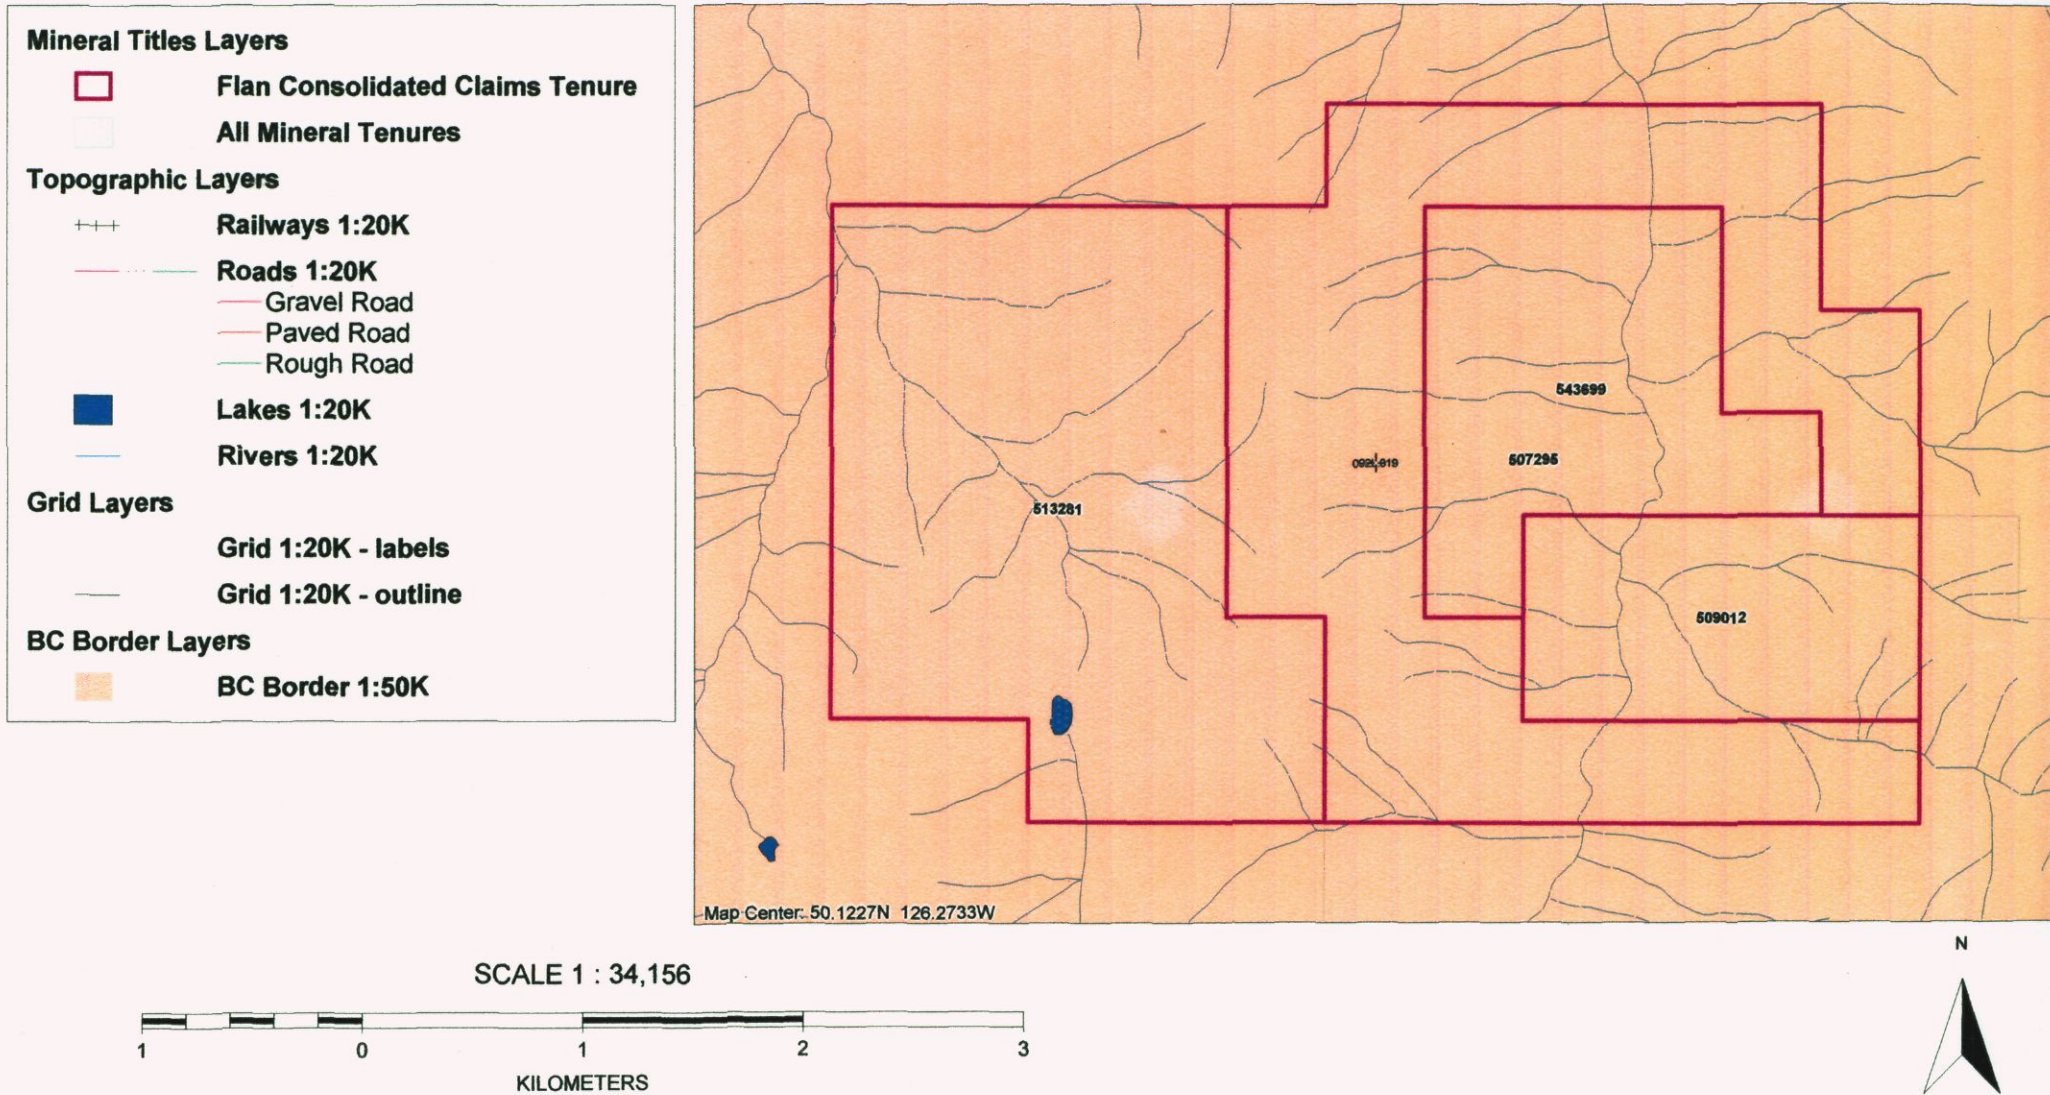 Mineral Titles Layers
Flan Consolidated Claims Tenure
All Mineral Tenures
Topographic Layers
Railways 1:20K
Roads 1:20K
Gravel Road
Paved Road
Rough Road
Lakes 1:20K
Rivers 1:20K
Grid Layers
Grid 1:20K - labels
Grid 1:20K - outline
BC Border Layers
BC Border 1:50K
543699
507295
513281
509012
Map Center: 50.1227N 126.2733W
N
SCALE 1 : 34,156
1 0 1 2 3
KILOMETERS